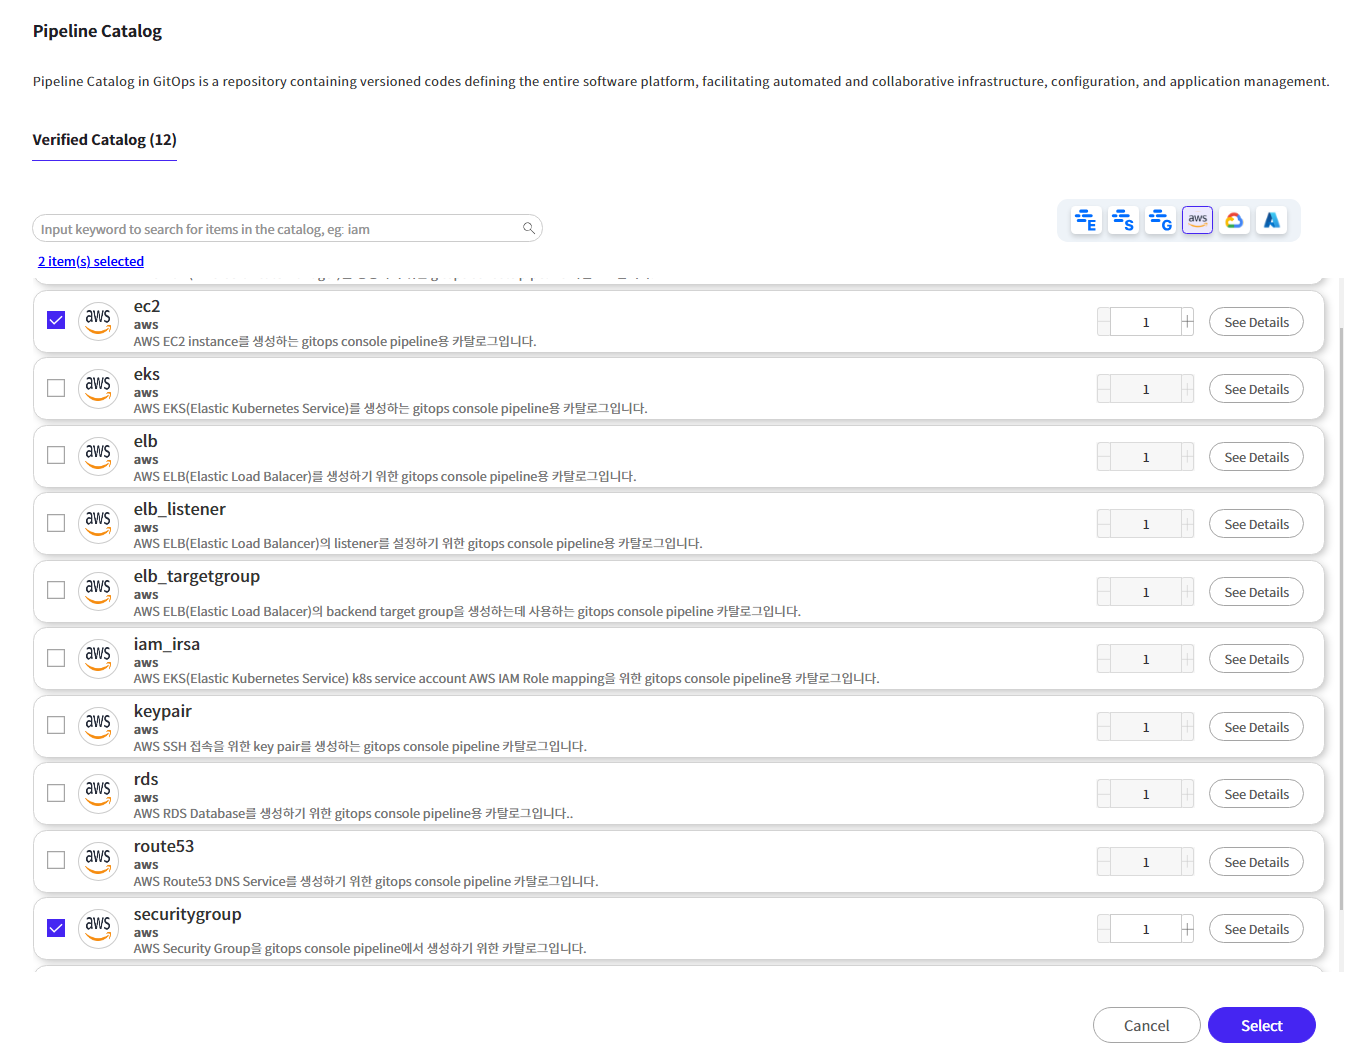 Pipeline Catalog
Pipeline Catalog in GitOps is a repository containing versioned codes defining the entire software platform, facilitating automated and collaborative infrastructure, configuration, and application management.
Verified Catalog (12)
Input keyword to search for items in the catalog, eg: iam
E S G aws
2 item(s) selected
aws ec2
aws
AWS EC2 instance를 생성하는 gitops console pipeline용 카탈로그입니다.
1 See Details
aws eks
aws
AWS EKS(Elastic Kubernetes Service)를 생성하는 gitops console pipeline용 카탈로그입니다.
1 See Details
aws elb
aws
AWS ELB(Elastic Load Balacer)를 생성하기 위한 gitops console pipeline용 카탈로그입니다.
1 See Details
aws elb_listener
aws
AWS ELB(Elastic Load Balancer)의 listener를 설정하기 위한 gitops console pipeline용 카탈로그입니다.
1 See Details
aws elb_targetgroup
aws
AWS ELB(Elastic Load Balacer)의 backend target group을 생성하는데 사용하는 gitops console pipeline 카탈로그입니다.
1 See Details
aws iam_irsa
aws
AWS EKS(Elastic Kubernetes Service) k8s service account AWS IAM Role mapping을 위한 gitops console pipeline용 카탈로그입니다.
1 See Details
aws keypair
aws
AWS SSH 접속을 위한 key pair를 생성하는 gitops console pipeline 카탈로그입니다.
1 See Details
aws rds
aws
AWS RDS Database를 생성하기 위한 gitops console pipeline용 카탈로그입니다..
1 See Details
aws route53
aws
AWS Route53 DNS Service를 생성하기 위한 gitops console pipeline 카탈로그입니다.
1 See Details
aws securitygroup
aws
AWS Security Group을 gitops console pipeline에서 생성하기 위한 카탈로그입니다.
1 See Details
Cancel Select